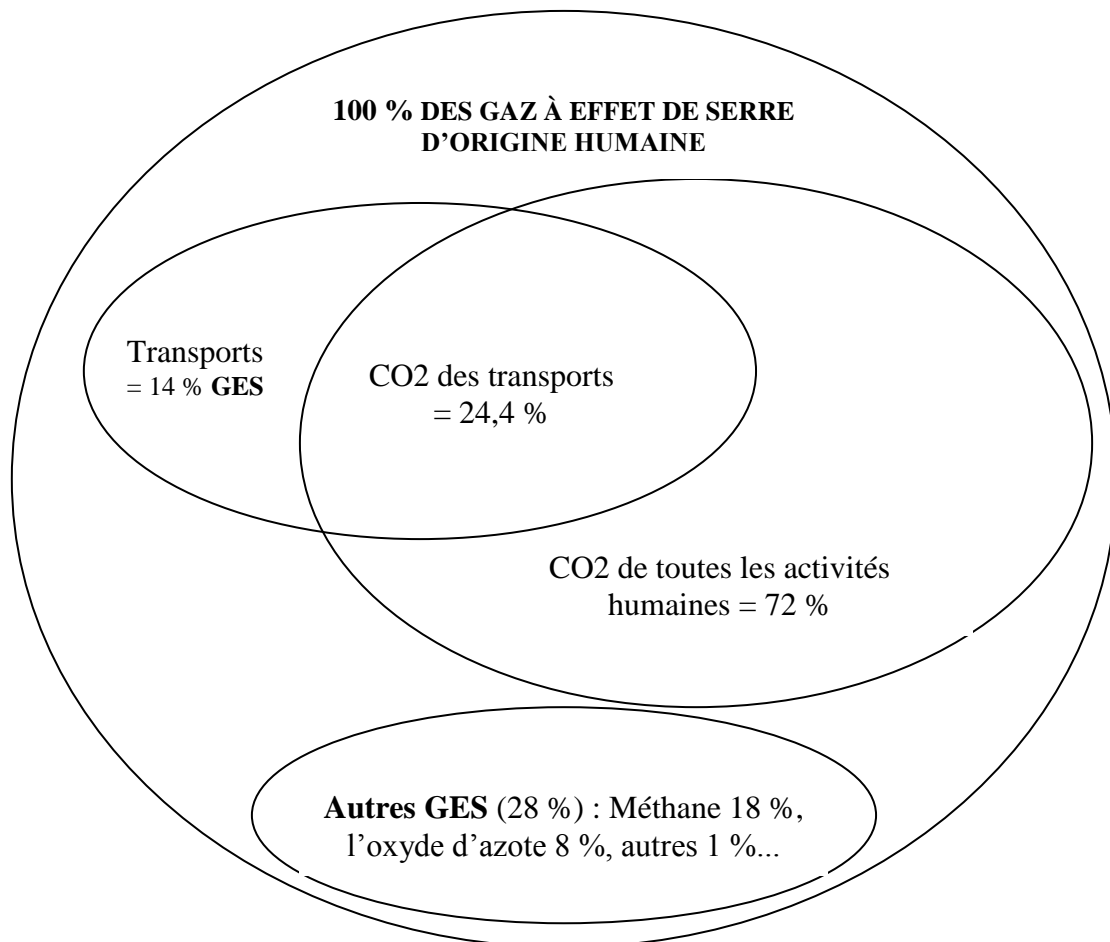 100 % DES GAZ À EFFET DE SERRE
D’ORIGINE HUMAINE
Transports
= 14 % GES
CO2 des transports
= 24,4 %
CO2 de toutes les activités
humaines = 72 %
Autres GES (28 %) : Méthane 18 %,
l’oxyde d’azote 8 %, autres 1 %...